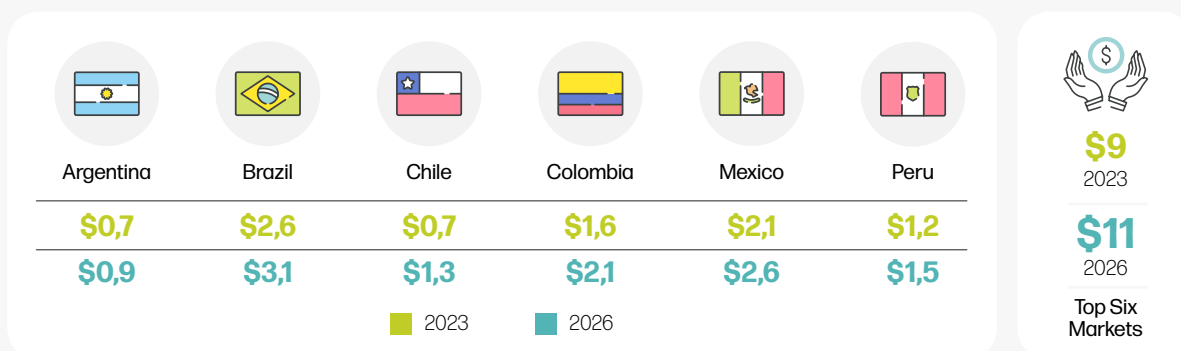 Argentina Brazil Chile Colombia Mexico Peru
$0,7 $2,6 $0,7 $1,6 $2,1 $1,2
$0,9 $3,1 $1,3 $2,1 $2,6 $1,5
2023 2026
$
$9
2023
$11
2026
Top Six
Markets